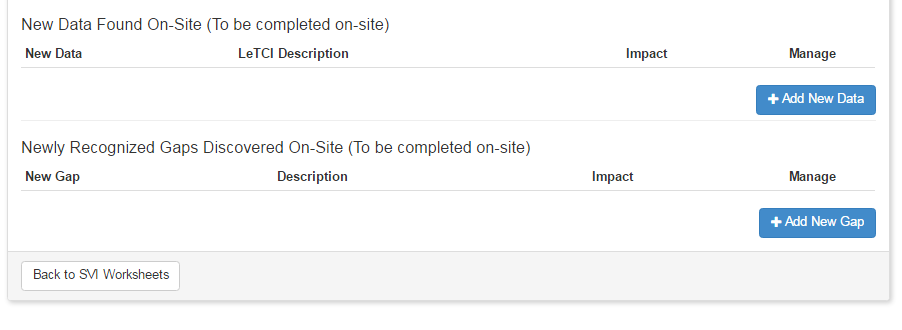 New Data Found On-Site (To be completed on-site)
New Data LeTCI Description Impact Manage
Add New Data
Newly Recognized Gaps Discovered On-Site (To be completed on-site)
New Gap Description Impact Manage
Add New Gap
Back to SVI Worksheets